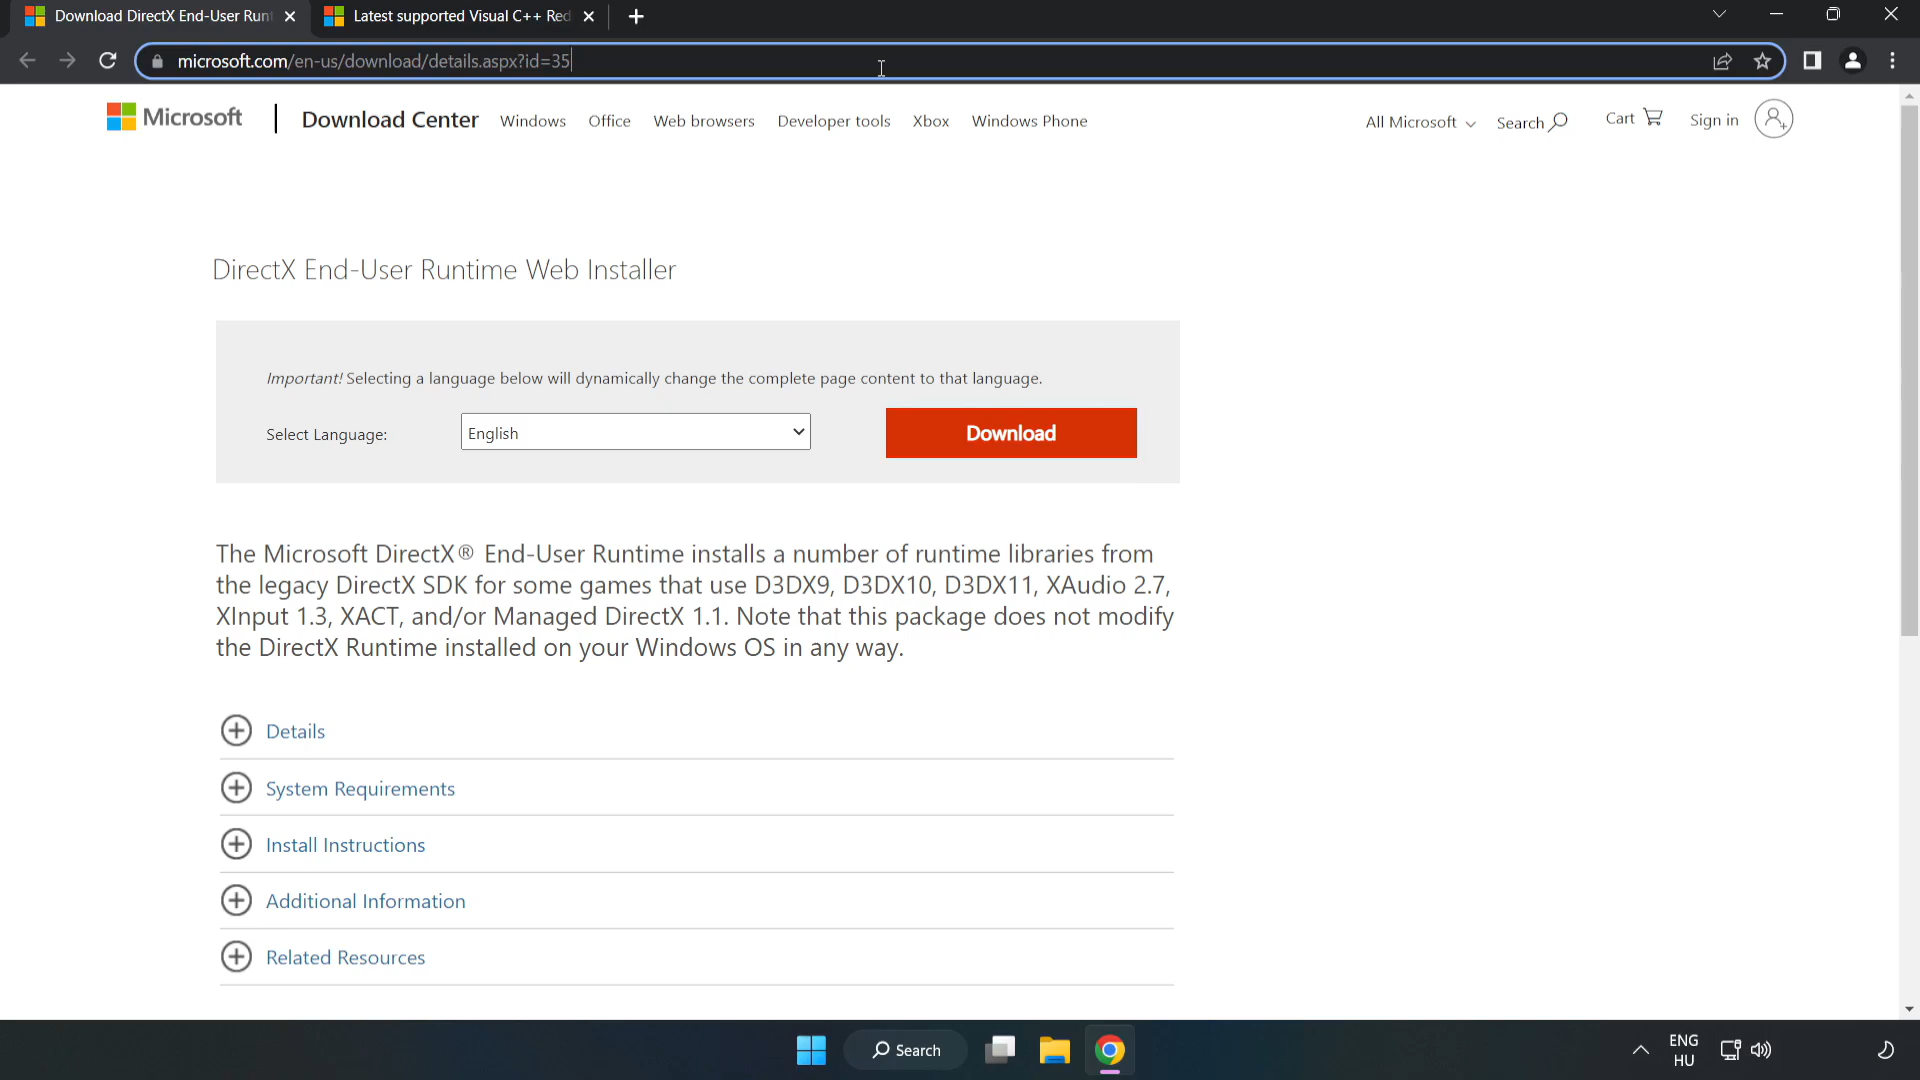 Download DirectX End-User Runt
Latest supported Visual C++ Red
microsoft.com/en-us/download/details.aspx?id=35
Microsoft
Download Center
Windows
Office
Web browsers
Developer tools
Xbox
Windows Phone
All Microsoft
Search
Cart
Sign in
DirectX End-User Runtime Web Installer
Important! Selecting a language below will dynamically change the complete page content to that language.
Select Language:
English
Download
The Microsoft DirectX® End-User Runtime installs a number of runtime libraries from
the legacy DirectX SDK for some games that use D3DX9, D3DX10, D3DX11, XAudio 2.7,
XInput 1.3, XACT, and/or Managed DirectX 1.1. Note that this package does not modify
the DirectX Runtime installed on your Windows OS in any way.
Details
System Requirements
Install Instructions
Additional Information
Related Resources
Search
ENG
HU